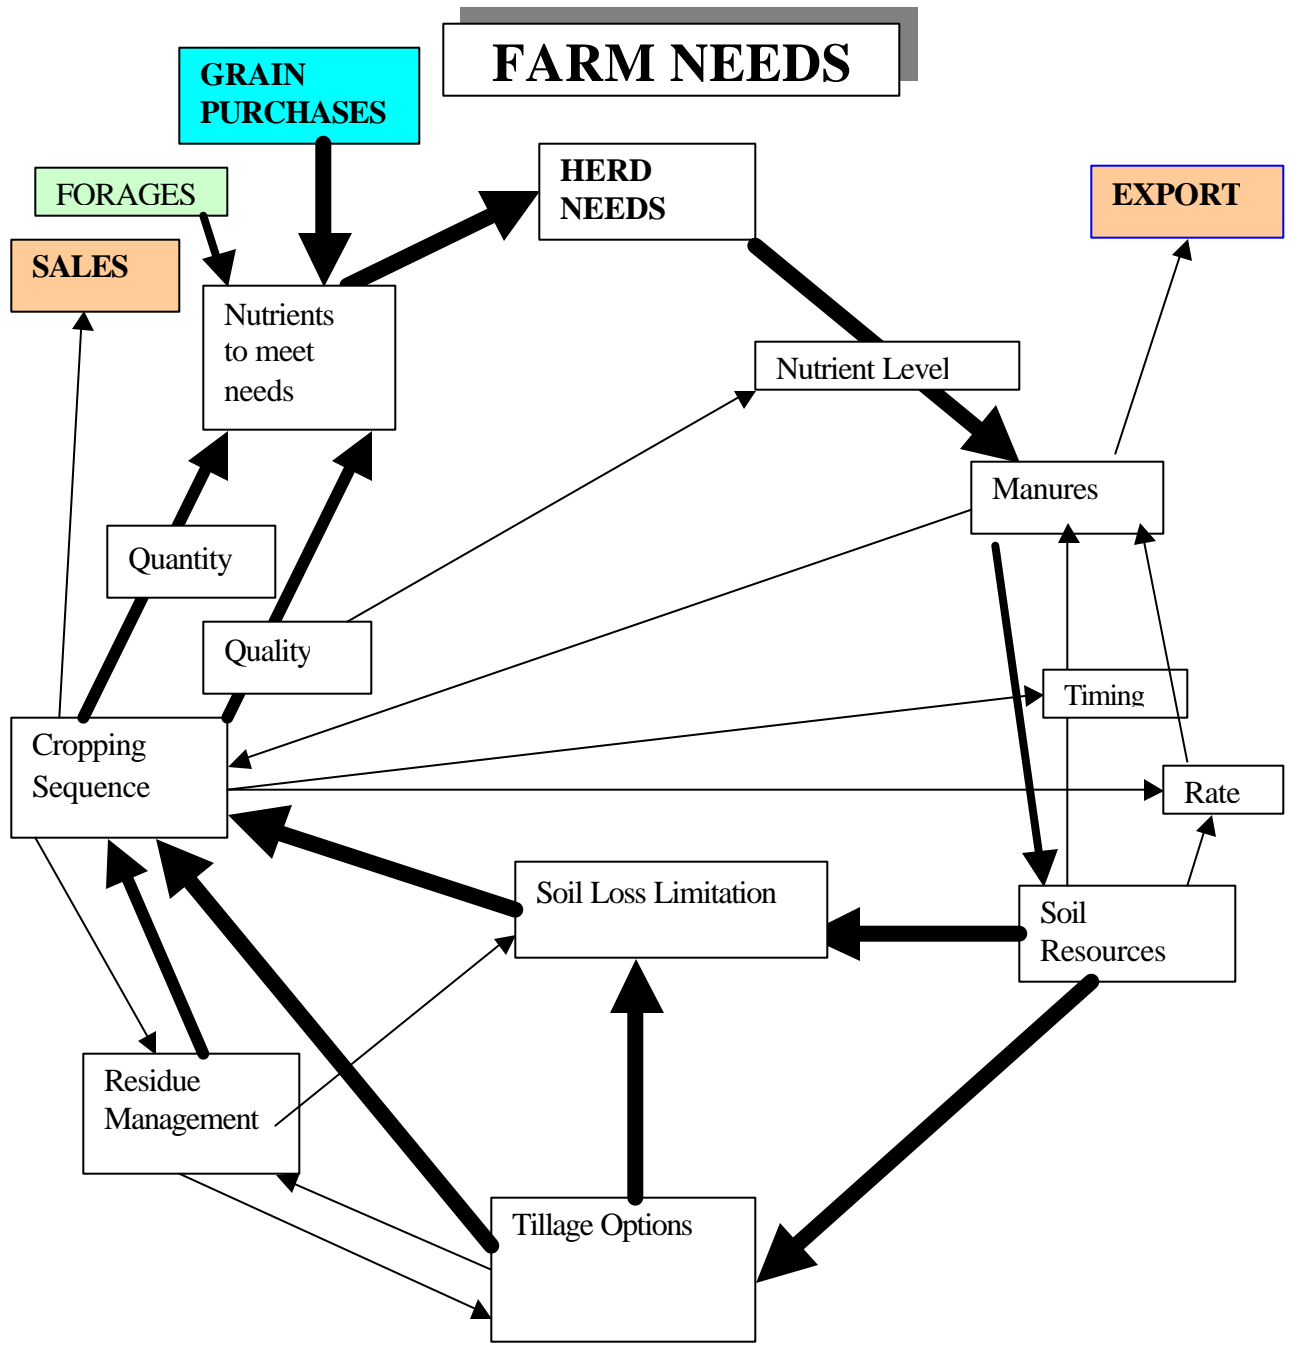 FARM NEEDS
GRAIN
PURCHASES
HERD
NEEDS
FORAGES
EXPORT
SALES
Nutrients
to meet
needs
Nutrient Level
Manures
Quantity
Quality
Timing
Cropping
Sequence
Rate
Soil Loss Limitation
Soil
Resources
Residue
Management
Tillage Options